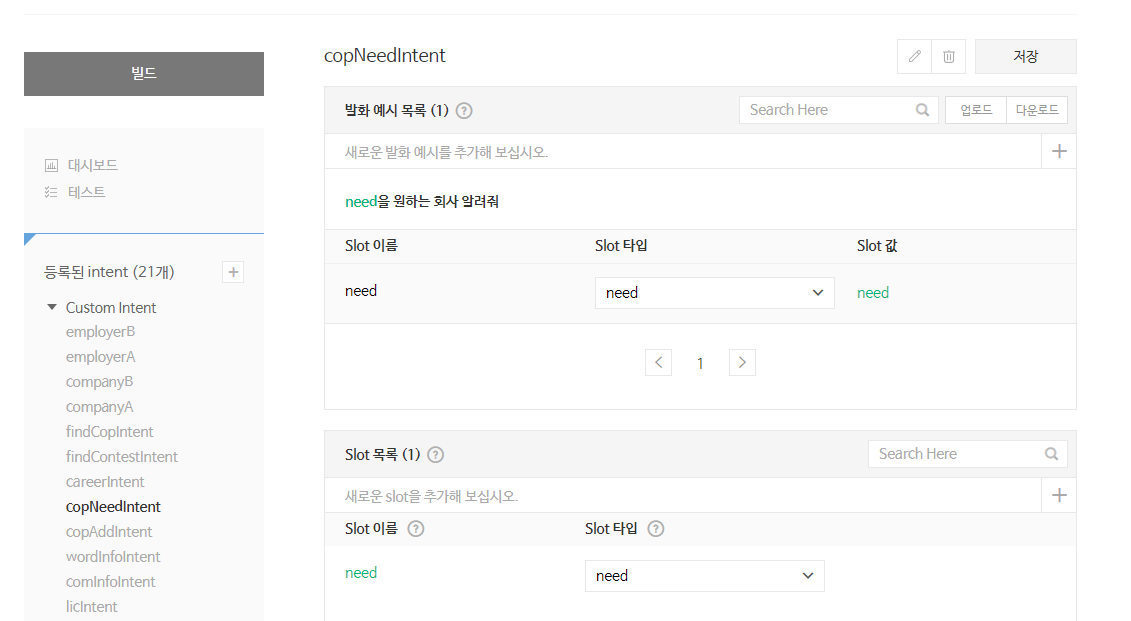 빌드
대시보드
테스트
등록된 intent (21개)
+
Custom Intent
employerB
employerA
companyB
companyA
findCopIntent
findContestIntent
careerIntent
copNeedIntent
copAddIntent
wordInfoIntent
comInfoIntent
licIntent
copNeedIntent
저장
발화 예시 목록 (1) ?
Search Here
업로드
다운로드
새로운 발화 예시를 추가해 보십시오.
+
need을 원하는 회사 알려줘
Slot 이름 Slot 타입 Slot 값
need need need
< 1 >
Slot 목록 (1) ?
Search Here
새로운 slot을 추가해 보십시오.
+
Slot 이름 ? Slot 타입 ?
need need